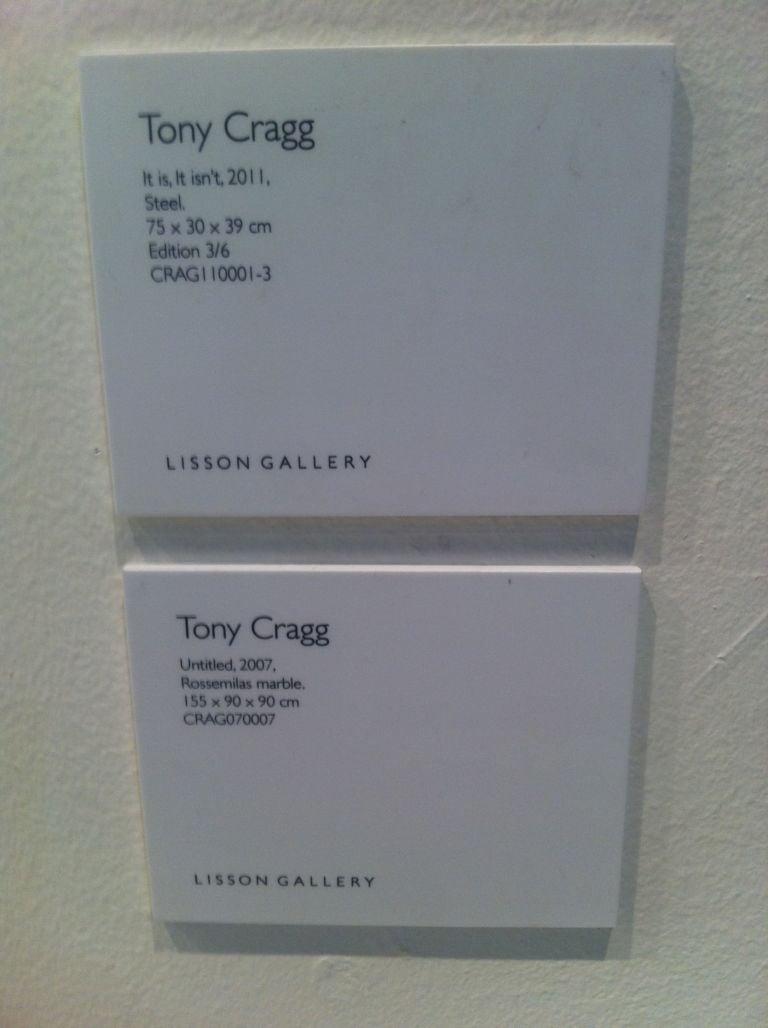 Tony Cragg
It is, It isn't, 2011,
Steel.
75 x 30 x 39 cm
Edition 3/6
CRAG110001-3
LISSON GALLERY
Tony Cragg
Untitled, 2007,
Rossemilas marble.
155 x 90 x 90 cm
CRAG070007
LISSON GALLERY